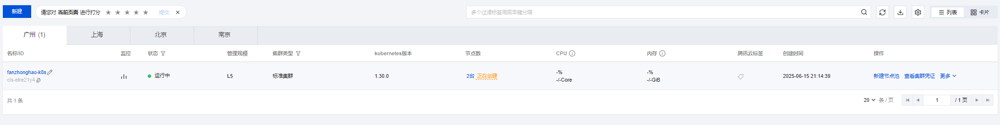 新建 请您对 当前页面 进行打分 提交 多个过滤标签用回车键分隔 列表 卡片
广州 (1) 上海 北京 南京
名称/ID 监控 状态 管理规模 集群类型 kubernetes版本 节点数 CPU 内存 腾讯云标签 创建时间 操作
fanzhonghao-k8s
cls-etre21y4
运行中 L5 标准集群 1.30.0 2台 正在创建
-%
-/-Core
-%
-/-GiB
2025-06-15 21:14:39 新建节点池 查看集群凭证 更多
共 1 条 20 条 / 页 1 / 1 页